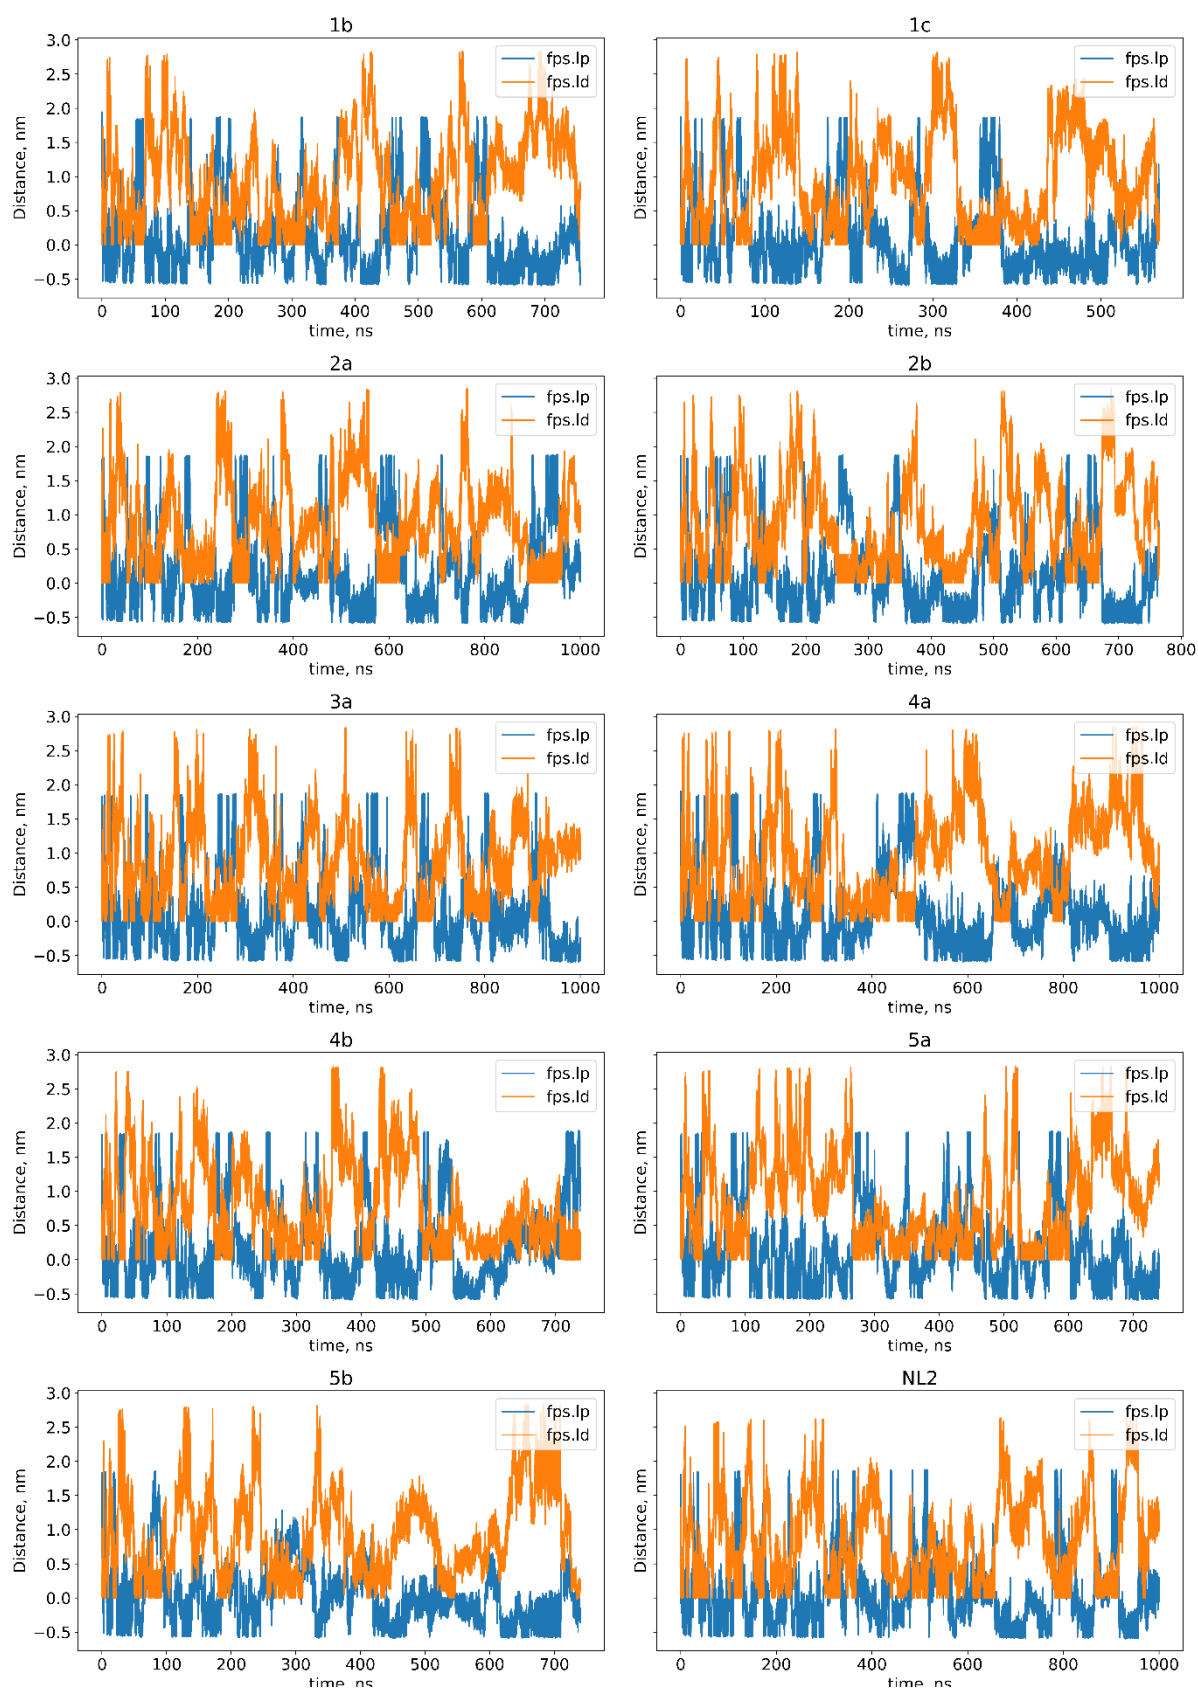 1b
3.0
2.5
2.0
1.5
1.0
0.5
0.0
−0.5
Distance, nm
fps.lp
fps.ld
0 100 200 300 400 500 600 700
time, ns
1c
Distance, nm
fps.lp
fps.ld
0 100 200 300 400 500
time, ns
2a
3.0
2.5
2.0
1.5
1.0
0.5
0.0
−0.5
Distance, nm
fps.lp
fps.ld
0 200 400 600 800 1000
time, ns
2b
Distance, nm
fps.lp
fps.ld
0 100 200 300 400 500 600 700 800
time, ns
3a
3.0
2.5
2.0
1.5
1.0
0.5
0.0
−0.5
Distance, nm
fps.lp
fps.ld
0 200 400 600 800 1000
time, ns
4a
Distance, nm
fps.lp
fps.ld
0 200 400 600 800 1000
time, ns
4b
3.0
2.5
2.0
1.5
1.0
0.5
0.0
−0.5
Distance, nm
fps.lp
fps.ld
0 100 200 300 400 500 600 700
time, ns
5a
Distance, nm
fps.lp
fps.ld
0 100 200 300 400 500 600 700
time, ns
5b
3.0
2.5
2.0
1.5
1.0
0.5
0.0
−0.5
Distance, nm
fps.lp
fps.ld
0 100 200 300 400 500 600 700
time, ns
NL2
Distance, nm
fps.lp
fps.ld
0 200 400 600 800 1000
time, ns